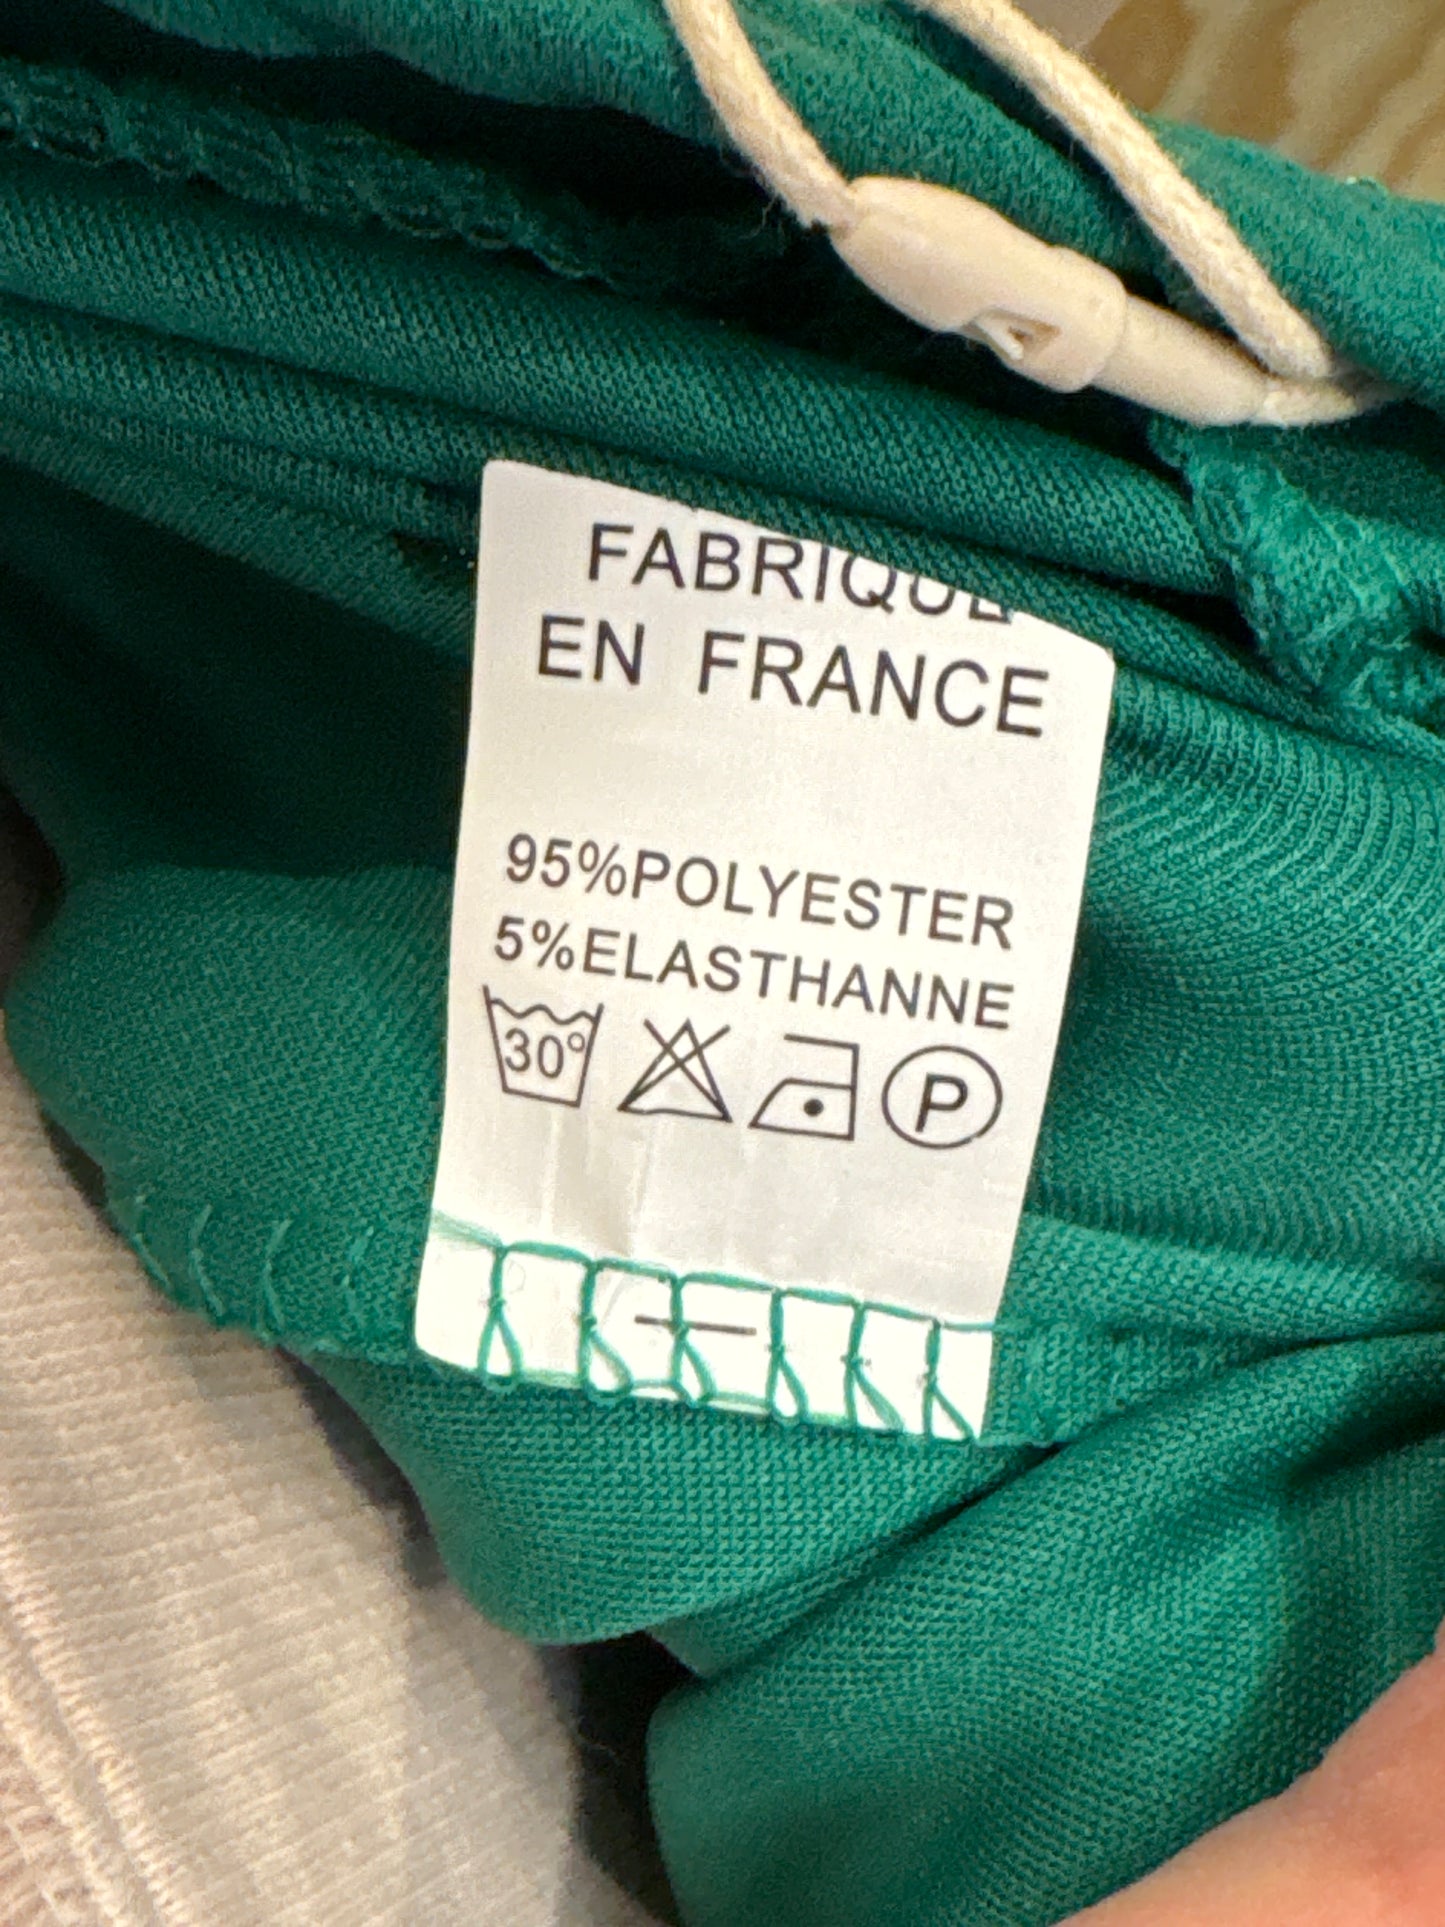 FABRIQUE
EN FRANCE
95%POLYESTER
5%ELASTHANNE
30°
P